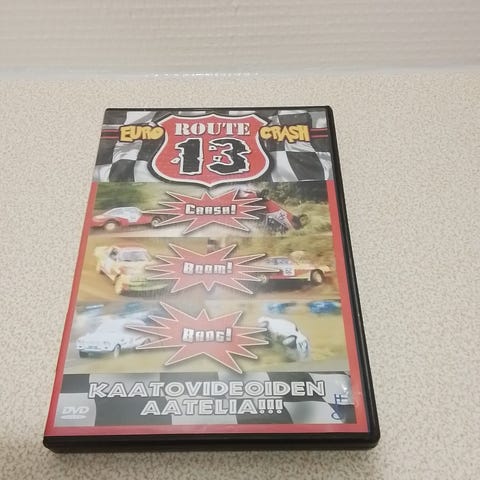 EURO ROUTE CRASH
13
Crash!
Boom!
Bang!
KAATOVIDEOIDEN
AATELIA!!!
DVD